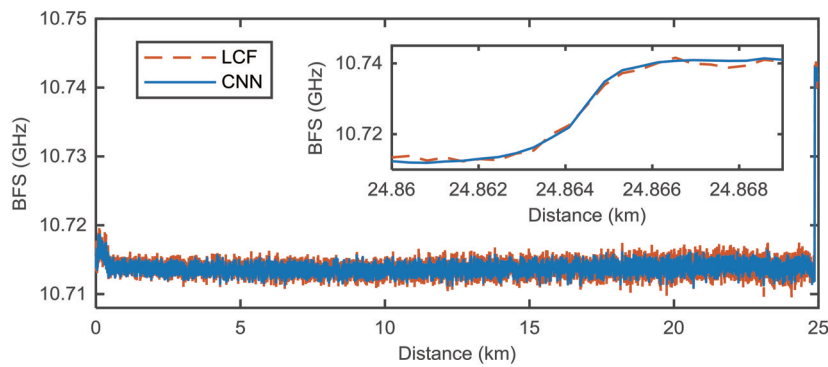 10.75
10.74
10.73
10.72
10.71
BFS (GHz)
LCF
CNN
10.74
10.72
BFS (GHz)
24.86 24.862 24.864 24.866 24.868
Distance (km)
0 5 10 15 20 25
Distance (km)